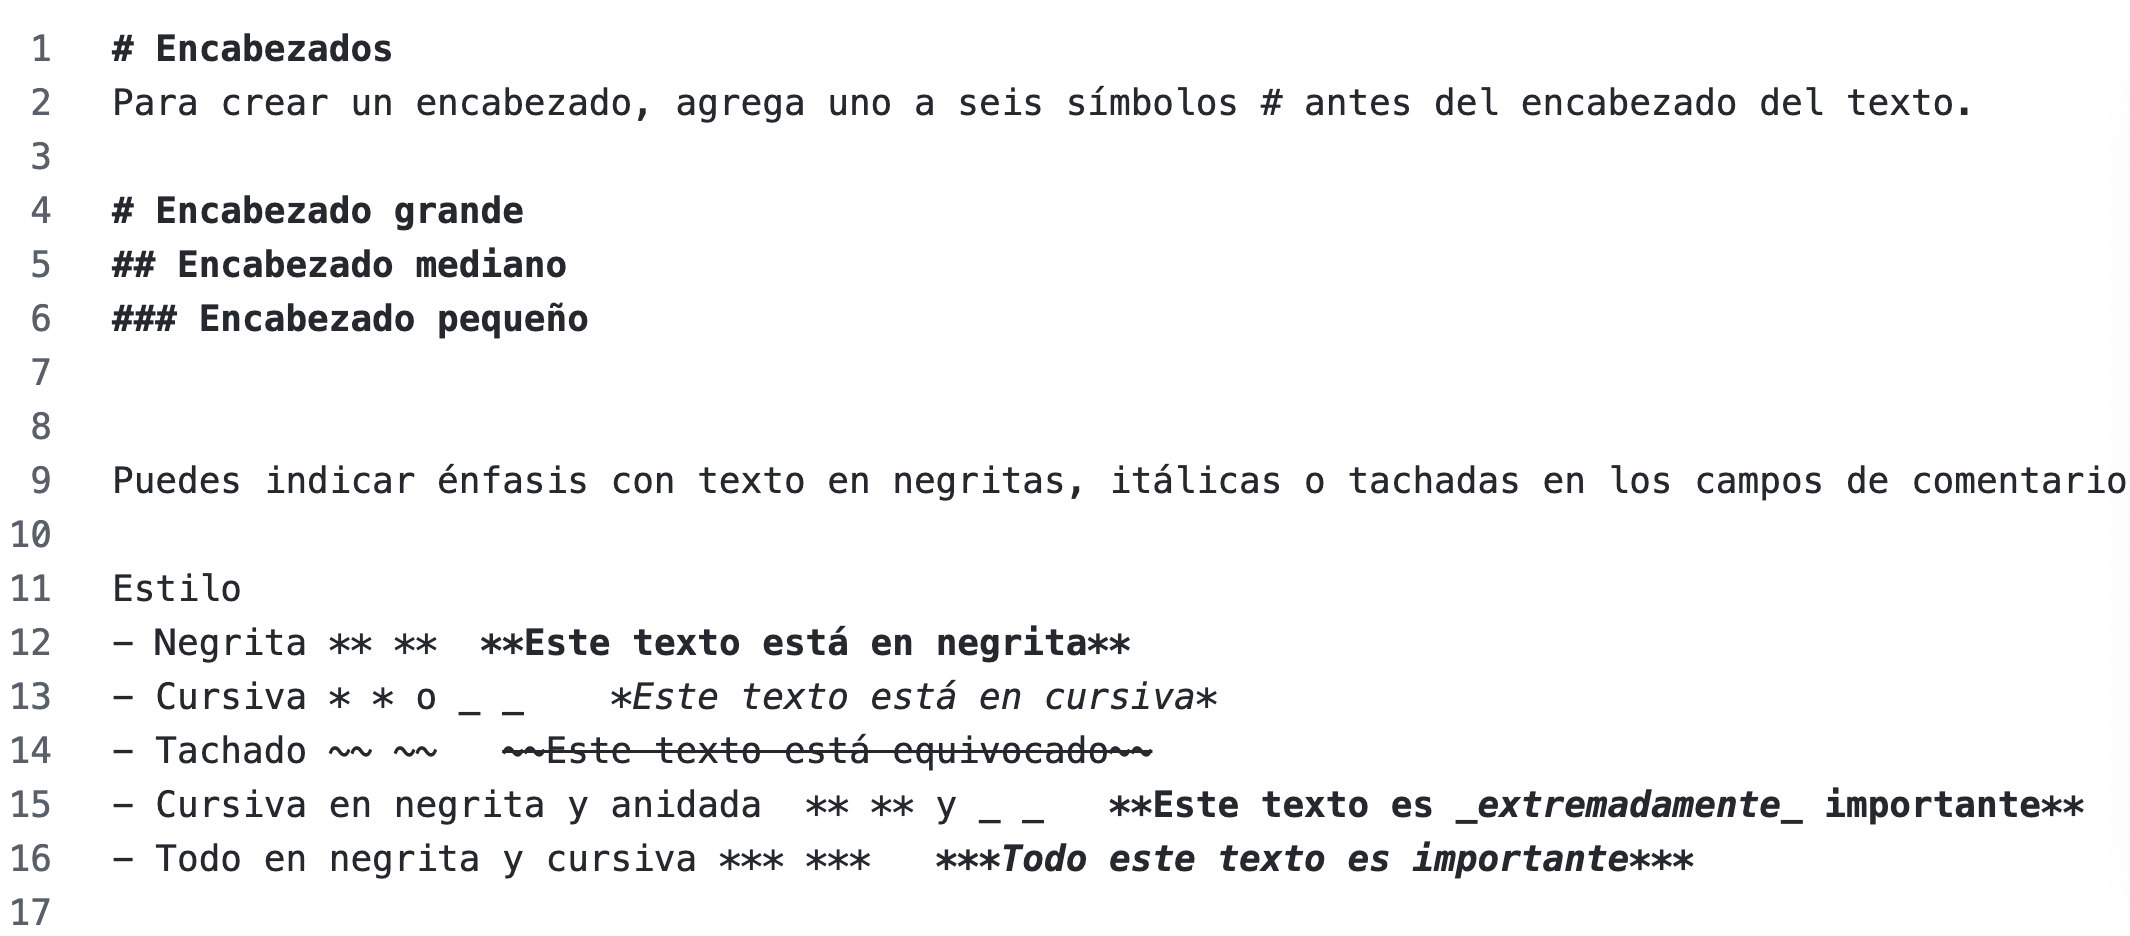 1 # Encabezados
2 Para crear un encabezado, agrega uno a seis símbolos # antes del encabezado del texto.
3
4 # Encabezado grande
5 ## Encabezado mediano
6 ### Encabezado pequeño
7
8
9 Puedes indicar énfasis con texto en negritas, itálicas o tachadas en los campos de comentario
10
11 Estilo
12 - Negrita ** **  **Este texto está en negrita**
13 - Cursiva * * o _ _    *Este texto está en cursiva*
14 - Tachado ~~ ~~   ~~Este texto está equivocado~~
15 - Cursiva en negrita y anidada  ** ** y _ _   **Este texto es _extremadamente_ importante**
16 - Todo en negrita y cursiva *** ***   ***Todo este texto es importante***
17